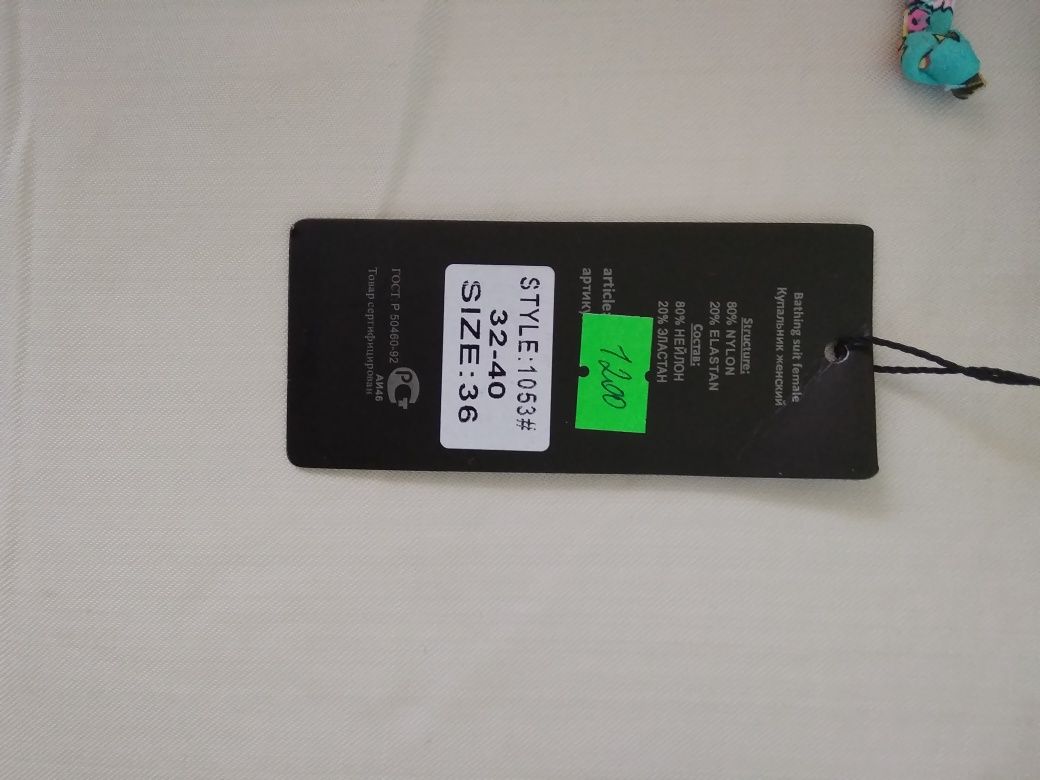 Bathing suit female
Купальник женский
Structure:
80% NYLON
20% ELASTAN
Состав:
80% НЕЙЛОН
20% ЭЛАСТАН
1200
article:
артику
STYLE:1053#
32-40
SIZE:36
ГОСТ Р 50460-92
АИ46
Товар сертифицирован